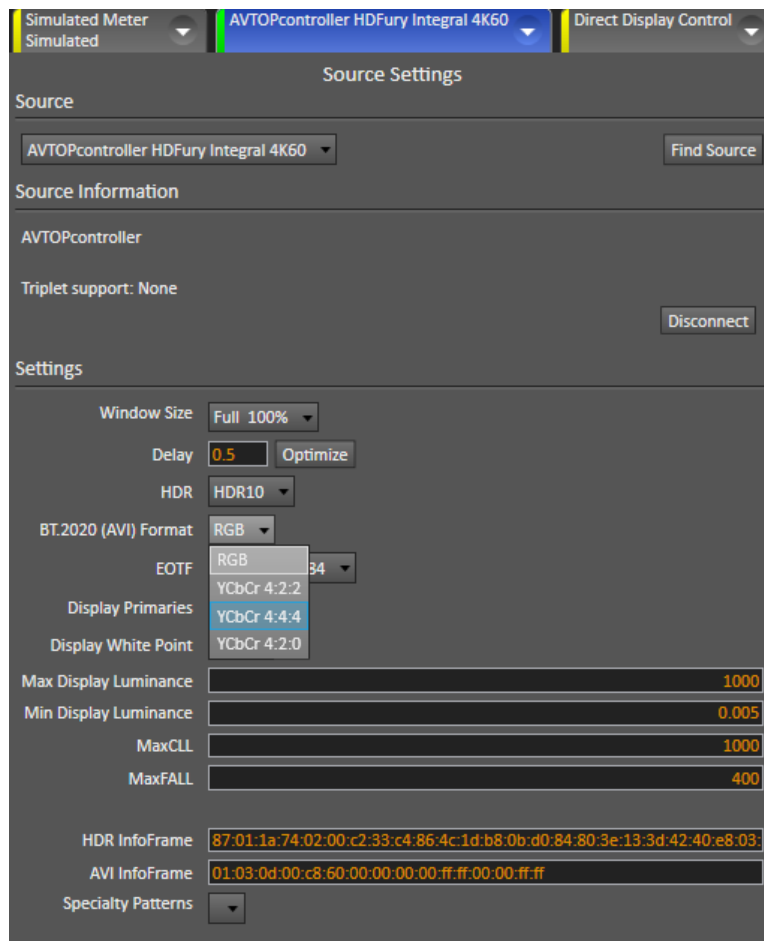 Simulated Meter
Simulated
AVTOPcontroller HDFury Integral 4K60
Direct Display Control
Source Settings
Source
AVTOPcontroller HDFury Integral 4K60
Find Source
Source Information
AVTOPcontroller
Triplet support: None
Disconnect
Settings
Window Size Full 100%
Delay 0.5 Optimize
HDR HDR10
BT.2020 (AVI) Format RGB
RGB
EOTF 84
YCbCr 4:2:2
Display Primaries YCbCr 4:4:4
Display White Point YCbCr 4:2:0
Max Display Luminance 1000
Min Display Luminance 0.005
MaxCLL 1000
MaxFALL 400
HDR InfoFrame 87:01:1a:74:02:00:c2:33:c4:86:4c:1d:b8:0b:d0:84:80:3e:13:3d:42:40:e8:03:
AVI InfoFrame 01:03:0d:00:c8:60:00:00:00:00:ff:ff:00:00:ff:ff
Specialty Patterns